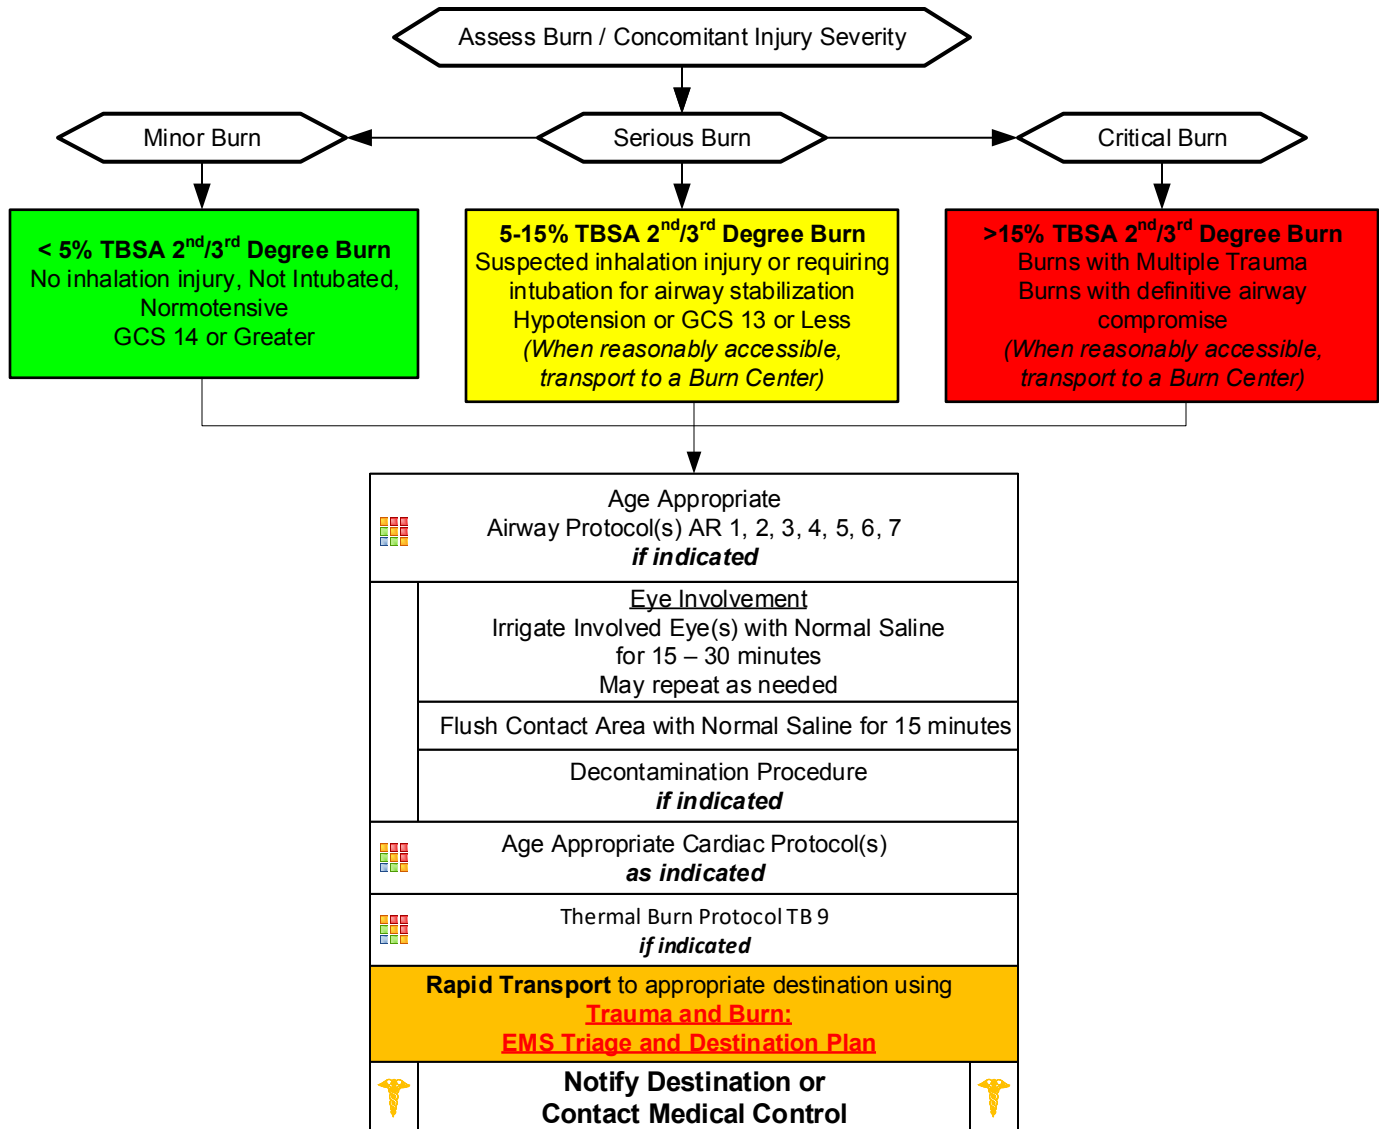 Assess Burn / Concomitant Injury Severity
Minor Burn
Serious Burn
Critical Burn
< 5% TBSA 2nd/3rd Degree Burn
No inhalation injury, Not Intubated,
Normotensive
GCS 14 or Greater
5-15% TBSA 2nd/3rd Degree Burn
Suspected inhalation injury or requiring
intubation for airway stabilization
Hypotension or GCS 13 or Less
(When reasonably accessible,
transport to a Burn Center)
>15% TBSA 2nd/3rd Degree Burn
Burns with Multiple Trauma
Burns with definitive airway
compromise
(When reasonably accessible,
transport to a Burn Center)
Age Appropriate
Airway Protocol(s) AR 1, 2, 3, 4, 5, 6, 7
if indicated
Eye Involvement
Irrigate Involved Eye(s) with Normal Saline
for 15 – 30 minutes
May repeat as needed
Flush Contact Area with Normal Saline for 15 minutes
Decontamination Procedure
if indicated
Age Appropriate Cardiac Protocol(s)
as indicated
Thermal Burn Protocol TB 9
if indicated
Rapid Transport to appropriate destination using
Trauma and Burn:
EMS Triage and Destination Plan
Notify Destination or
Contact Medical Control